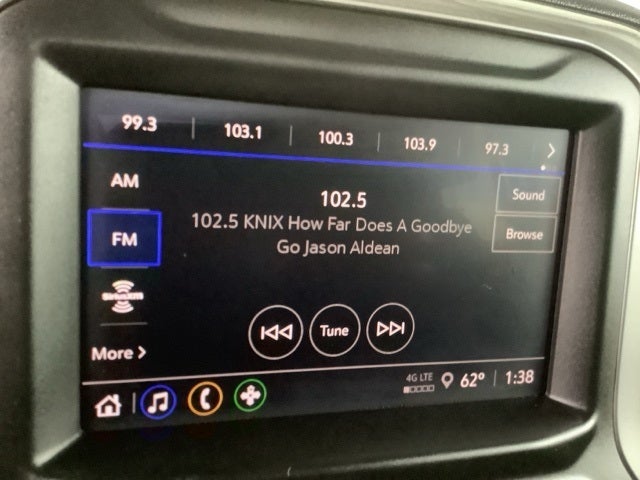 99.3 103.1 100.3 103.9 97.3
AM
102.5
Sound
102.5 KNIX How Far Does A Goodbye
Go Jason Aldean
FM
Browse
SiriusXM
Tune
More
4G LTE
62° 1:38